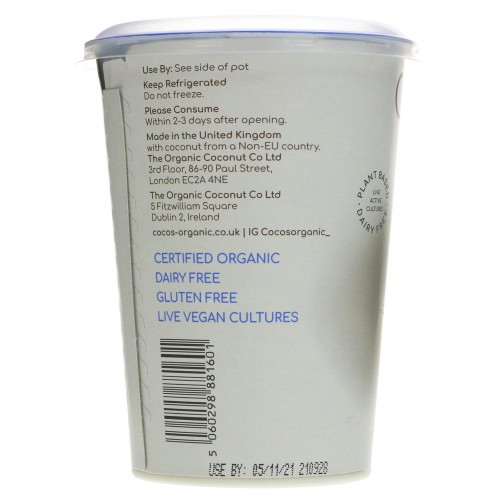 Use By: See side of pot
Keep Refrigerated
Do not freeze.
Please Consume
Within 2-3 days after opening.
Made in the United Kingdom
with coconut from a Non-EU country.
The Organic Coconut Co Ltd
3rd Floor, 86-90 Paul Street,
London EC2A 4NE
The Organic Coconut Co Ltd
5 Fitzwilliam Square
Dublin 2, Ireland
cocos-organic.co.uk | IG Cocosorganic_
CERTIFIED ORGANIC
DAIRY FREE
GLUTEN FREE
LIVE VEGAN CULTURES
PLANT BASED
LIVE
ACTIVE
CULTURES
DAIRY FREE
5 060298 881601
USE BY: 05/11/21 210928